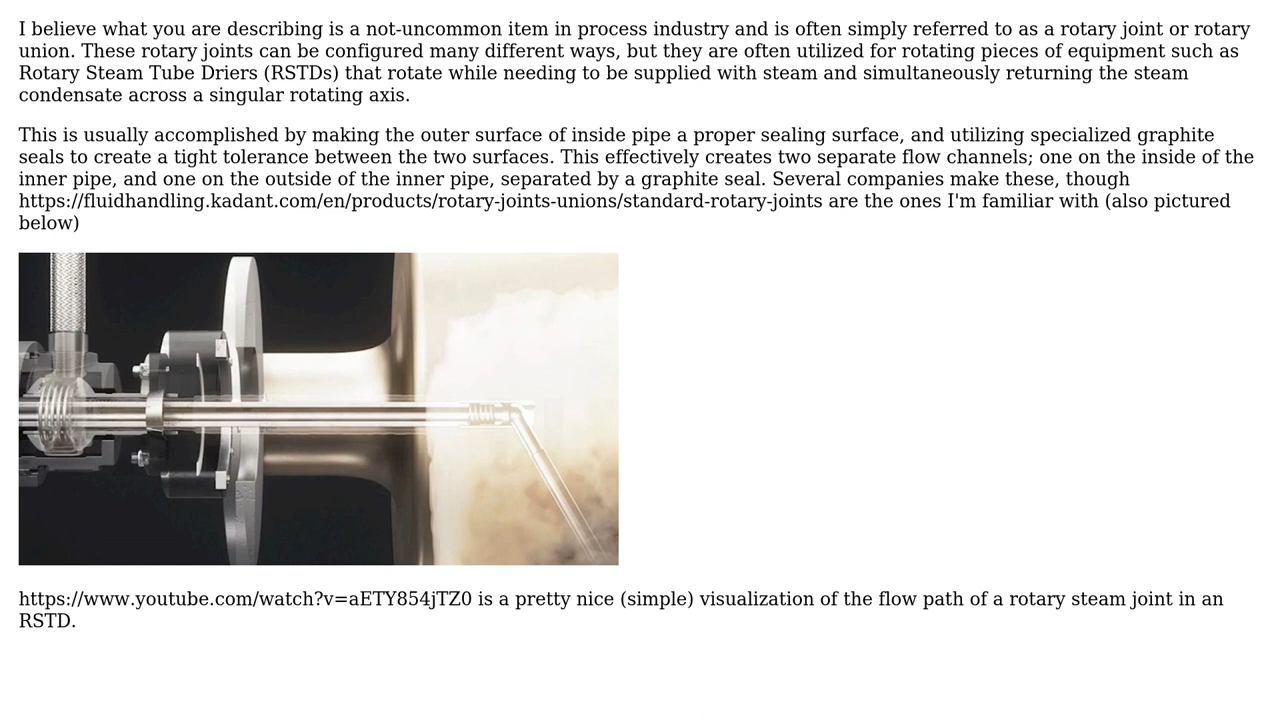 I believe what you are describing is a not-uncommon item in process industry and is often simply referred to as a rotary joint or rotary
union. These rotary joints can be configured many different ways, but they are often utilized for rotating pieces of equipment such as
Rotary Steam Tube Driers (RSTDs) that rotate while needing to be supplied with steam and simultaneously returning the steam
condensate across a singular rotating axis.
This is usually accomplished by making the outer surface of inside pipe a proper sealing surface, and utilizing specialized graphite
seals to create a tight tolerance between the two surfaces. This effectively creates two separate flow channels; one on the inside of the
inner pipe, and one on the outside of the inner pipe, separated by a graphite seal. Several companies make these, though
https://fluidhandling.kadant.com/en/products/rotary-joints-unions/standard-rotary-joints are the ones I'm familiar with (also pictured
below)
https://www.youtube.com/watch?v=aETY854jTZ0 is a pretty nice (simple) visualization of the flow path of a rotary steam joint in an
RSTD.